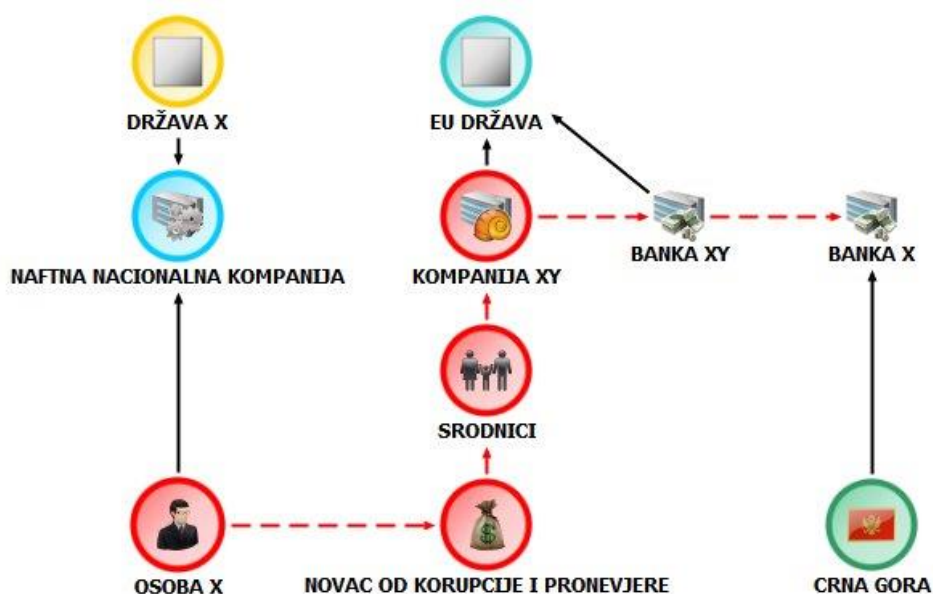 DRŽAVA X
EU DRŽAVA
NAFTNA NACIONALNA KOMPANIJA
KOMPANIJA XY
BANKA XY
BANKA X
SRODNICI
OSOBA X
NOVAC OD KORUPCIJE I PRONEVJERE
CRNA GORA